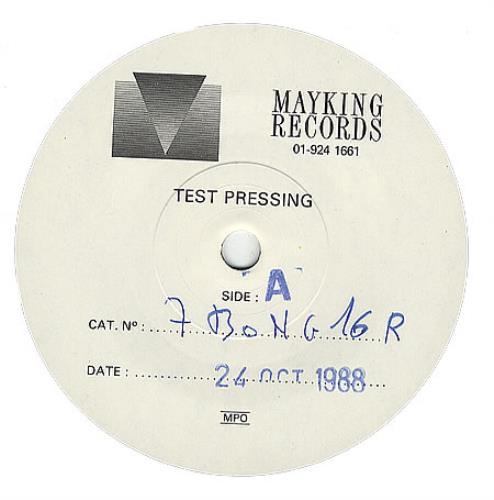 MAYKING
RECORDS
01-924 1661
TEST PRESSING
SIDE : A
CAT. Nº : 7 BONG 16 R
DATE : 24 OCT 1988
MPO